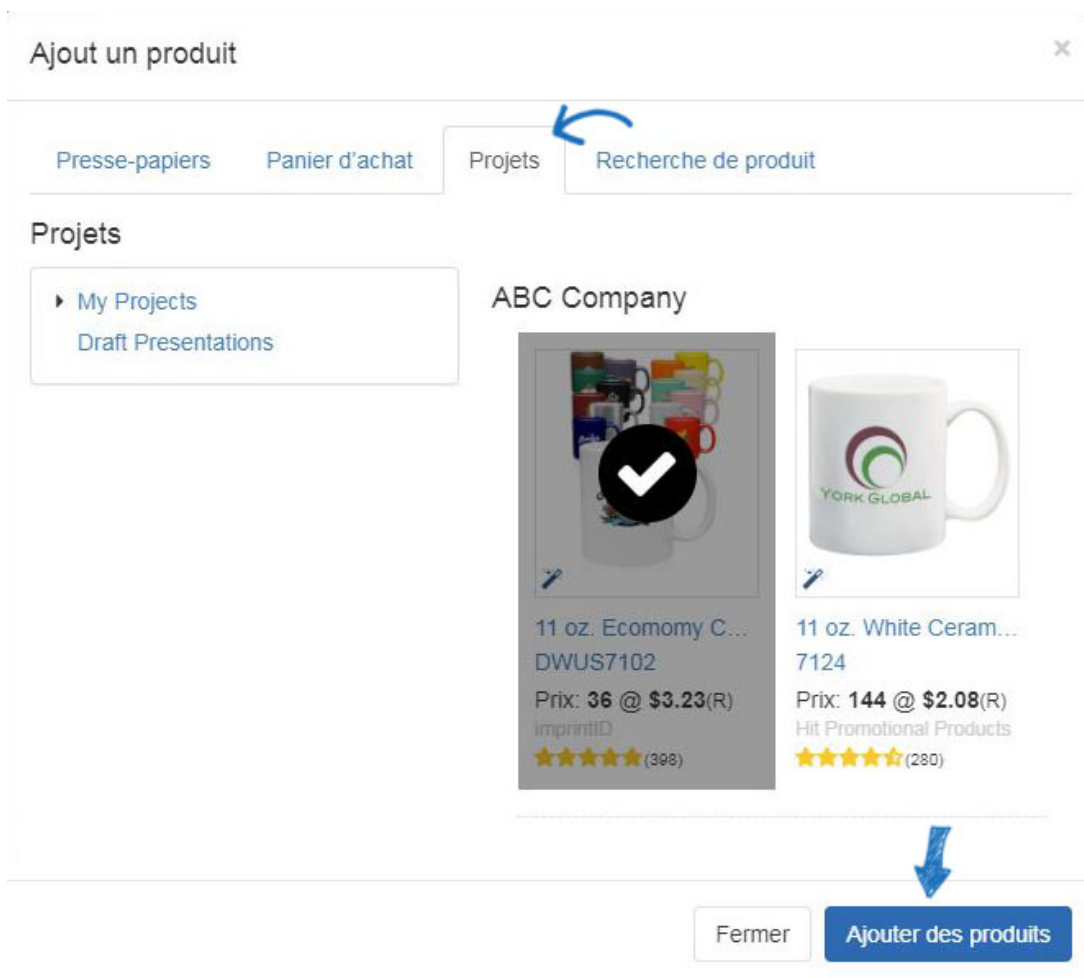 Ajout un produit ×
Presse-papiers Panier d'achat Projets Recherche de produit
Projets
My Projects
Draft Presentations
ABC Company
YORK GLOBAL
11 oz. Ecomomy C...
DWUS7102
Prix: 36 @ $3.23(R)
imprintID
(398)
11 oz. White Ceram...
7124
Prix: 144 @ $2.08(R)
Hit Promotional Products
(280)
Fermer Ajouter des produits